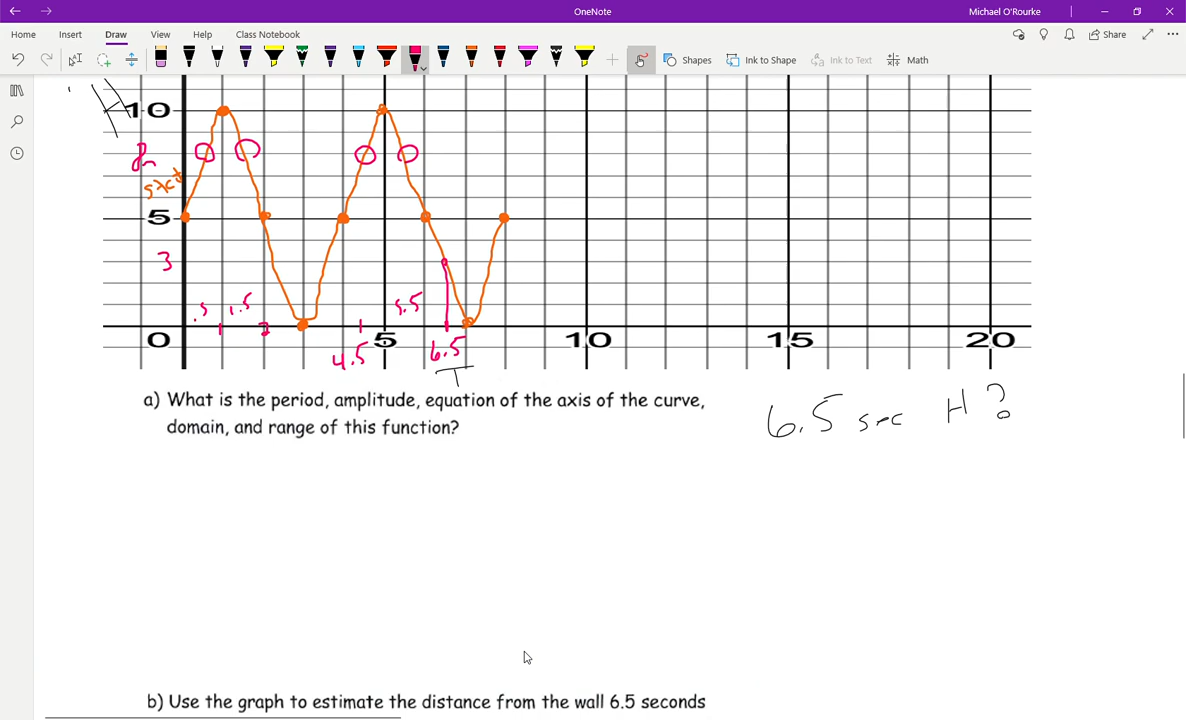 OneNote
Michael O'Rourke
Home Insert Draw View Help Class Notebook Share
Shapes Ink to Shape Ink to Text Math
H
10
8m
start
5
3
.5 1.5 5.5
1 2
0 5 10 15 20
4.5 6.5
T
a) What is the period, amplitude, equation of the axis of the curve,
domain, and range of this function?
6.5 sec H?
b) Use the graph to estimate the distance from the wall 6.5 seconds